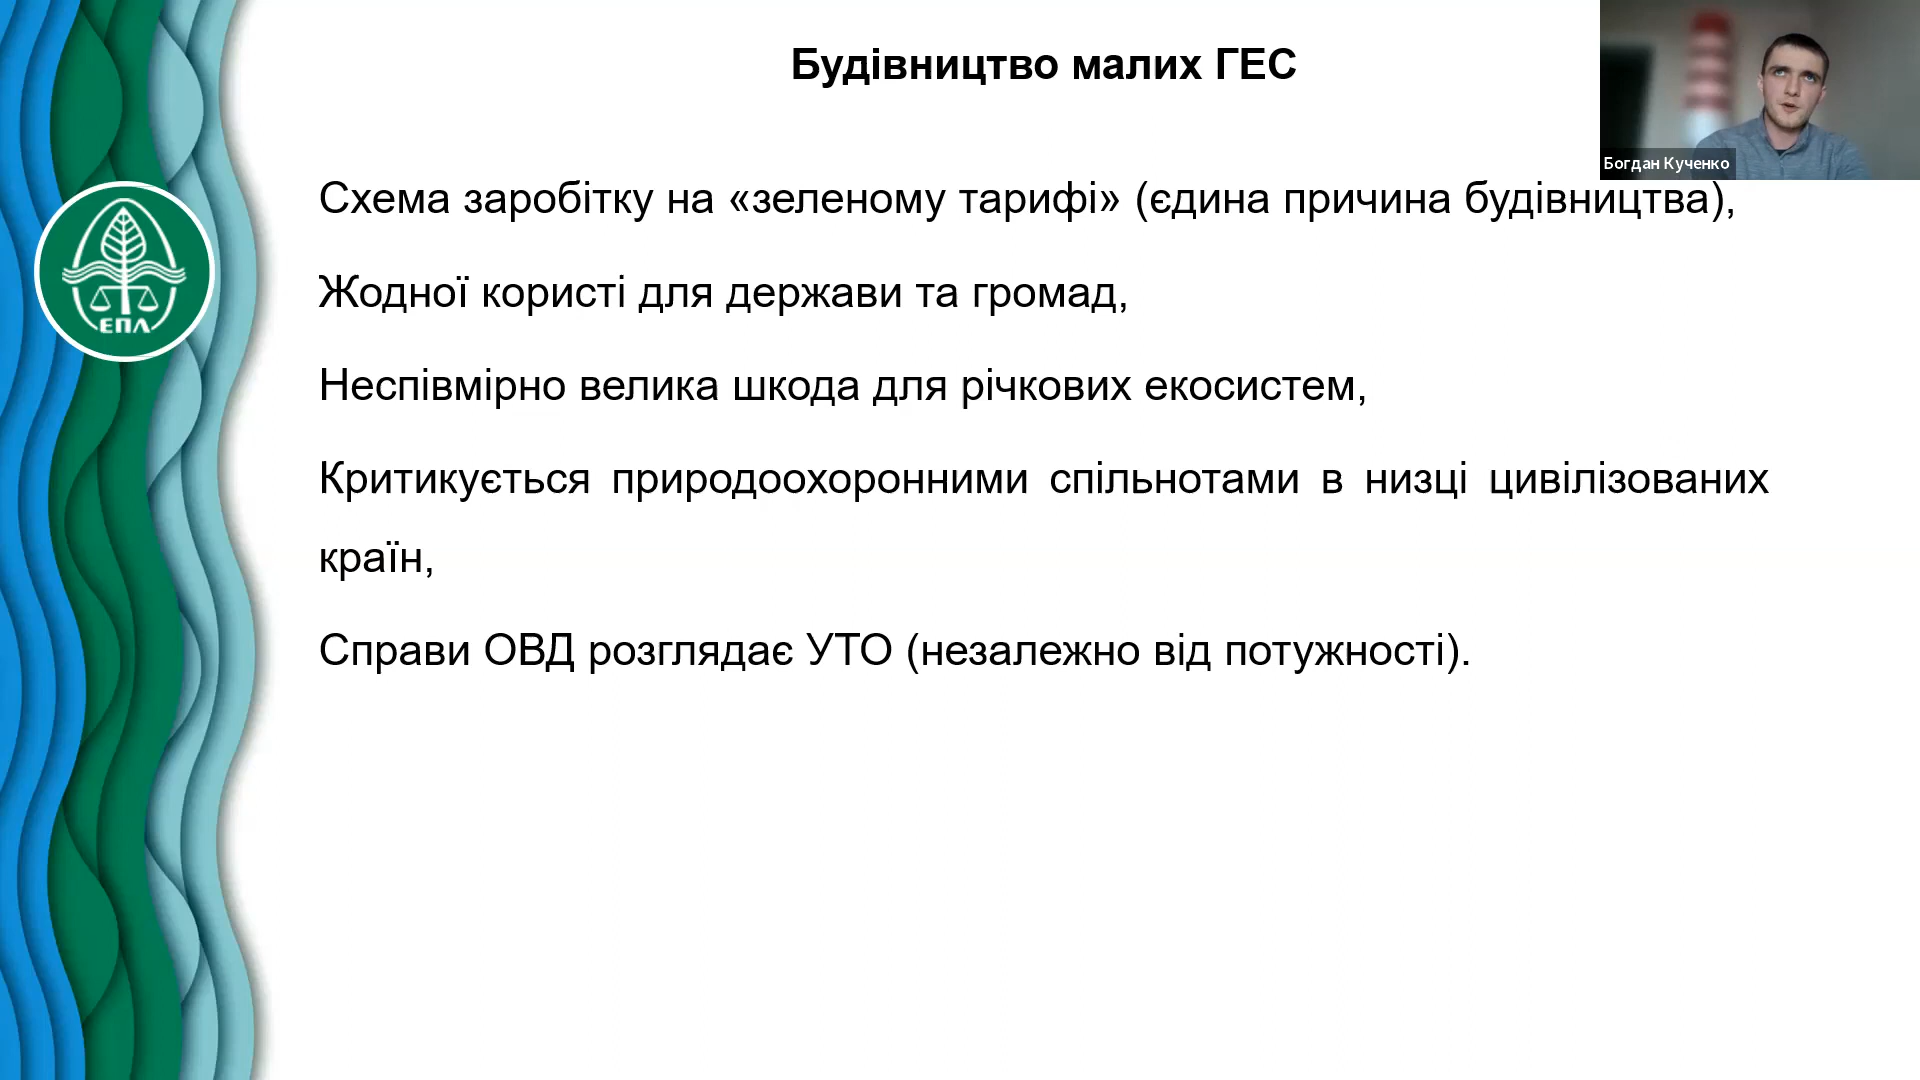 Будівництво малих ГЕС
Богдан Кученко
Схема заробітку на «зеленому тарифі» (єдина причина будівництва),
Жодної користі для держави та громад,
Неспівмірно велика шкода для річкових екосистем,
Критикується природоохоронними спільнотами в низці цивілізованих
країн,
Справи ОВД розглядає УТО (незалежно від потужності).
ЕПЛ